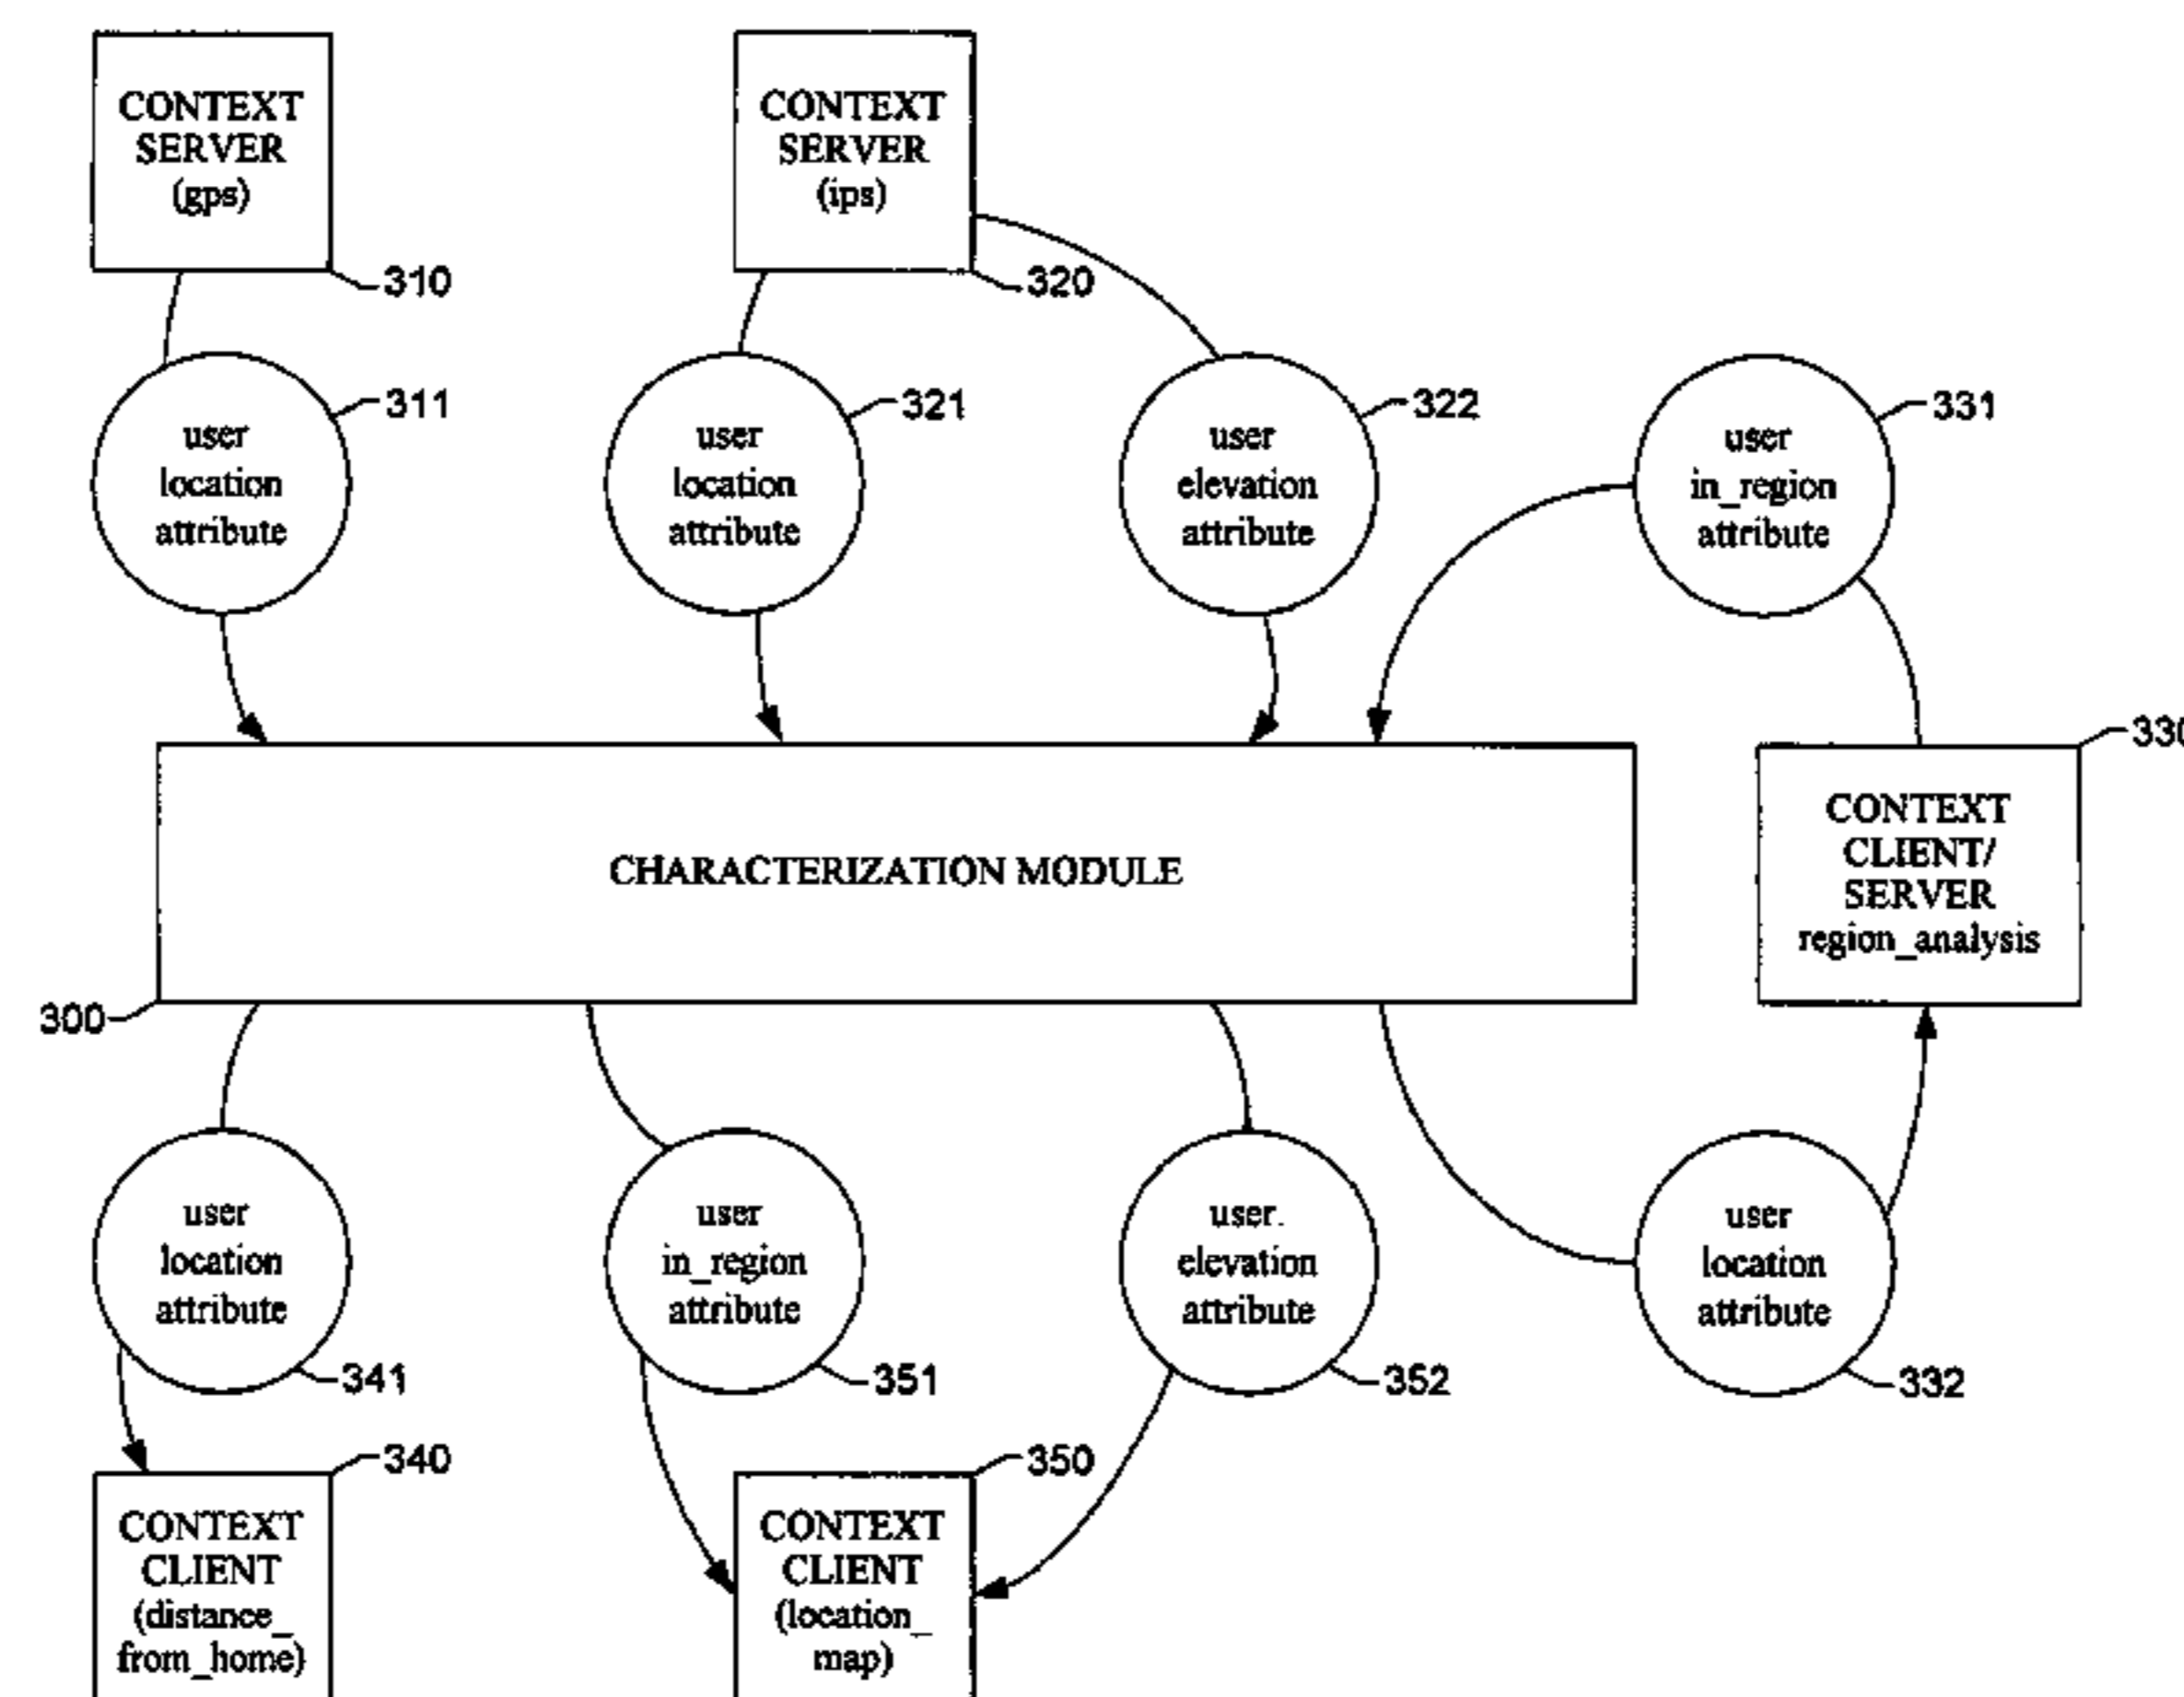 CONTEXT
SERVER
(gps)
310
CONTEXT
SERVER
(ips)
320
user
location
attribute
311
user
location
attribute
321
user
elevation
attribute
322
user
in_region
attribute
331
CHARACTERIZATION MODULE
300
CONTEXT
CLIENT/
SERVER
region_analysis
330
user
location
attribute
341
user
in_region
attribute
351
user.
elevation
attribute
352
user
location
attribute
332
CONTEXT
CLIENT
(distance_
from_home)
340
CONTEXT
CLIENT
(location_
map)
350